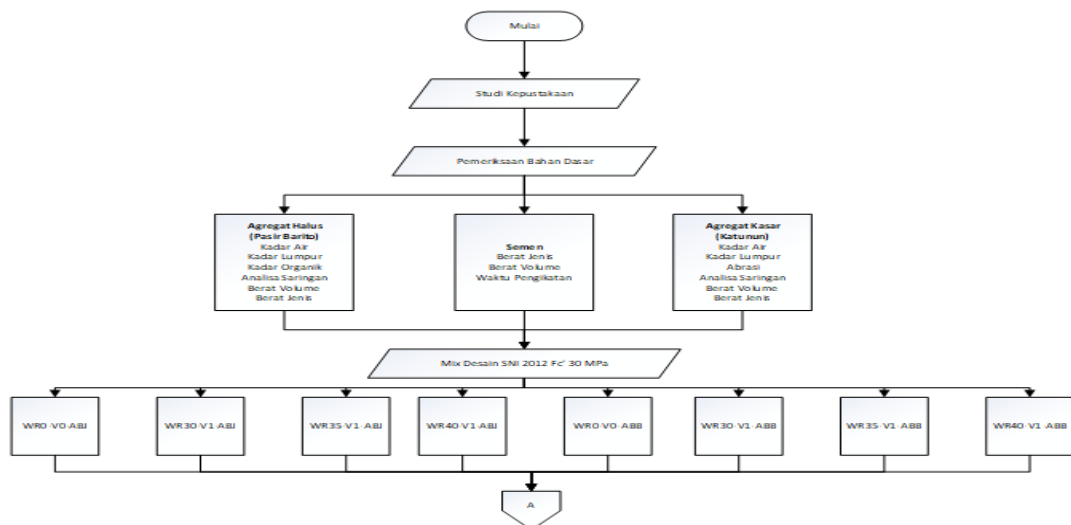 Mulai
Studi Kepustakaan
Pemeriksaan Bahan Dasar
Agregat Halus
(Pasir Barito)
Kadar Air
Kadar Lumpur
Kadar Organik
Analisa Saringan
Berat Volume
Berat Jenis
Semen
Berat Jenis
Berat Volume
Waktu Pengikatan
Agregat Kasar
(Katunun)
Kadar Air
Kadar Lumpur
Abrasi
Analisa Saringan
Berat Volume
Berat Jenis
Mix Desain SNI 2012 Fc' 30 MPa
WR0-V0-ABJ
WR30-V1-ABJ
WR35-V1-ABJ
WR40-V1-ABJ
WR0-V0-ABB
WR30-V1-ABB
WR35-V1-ABB
WR40-V1-ABB
A